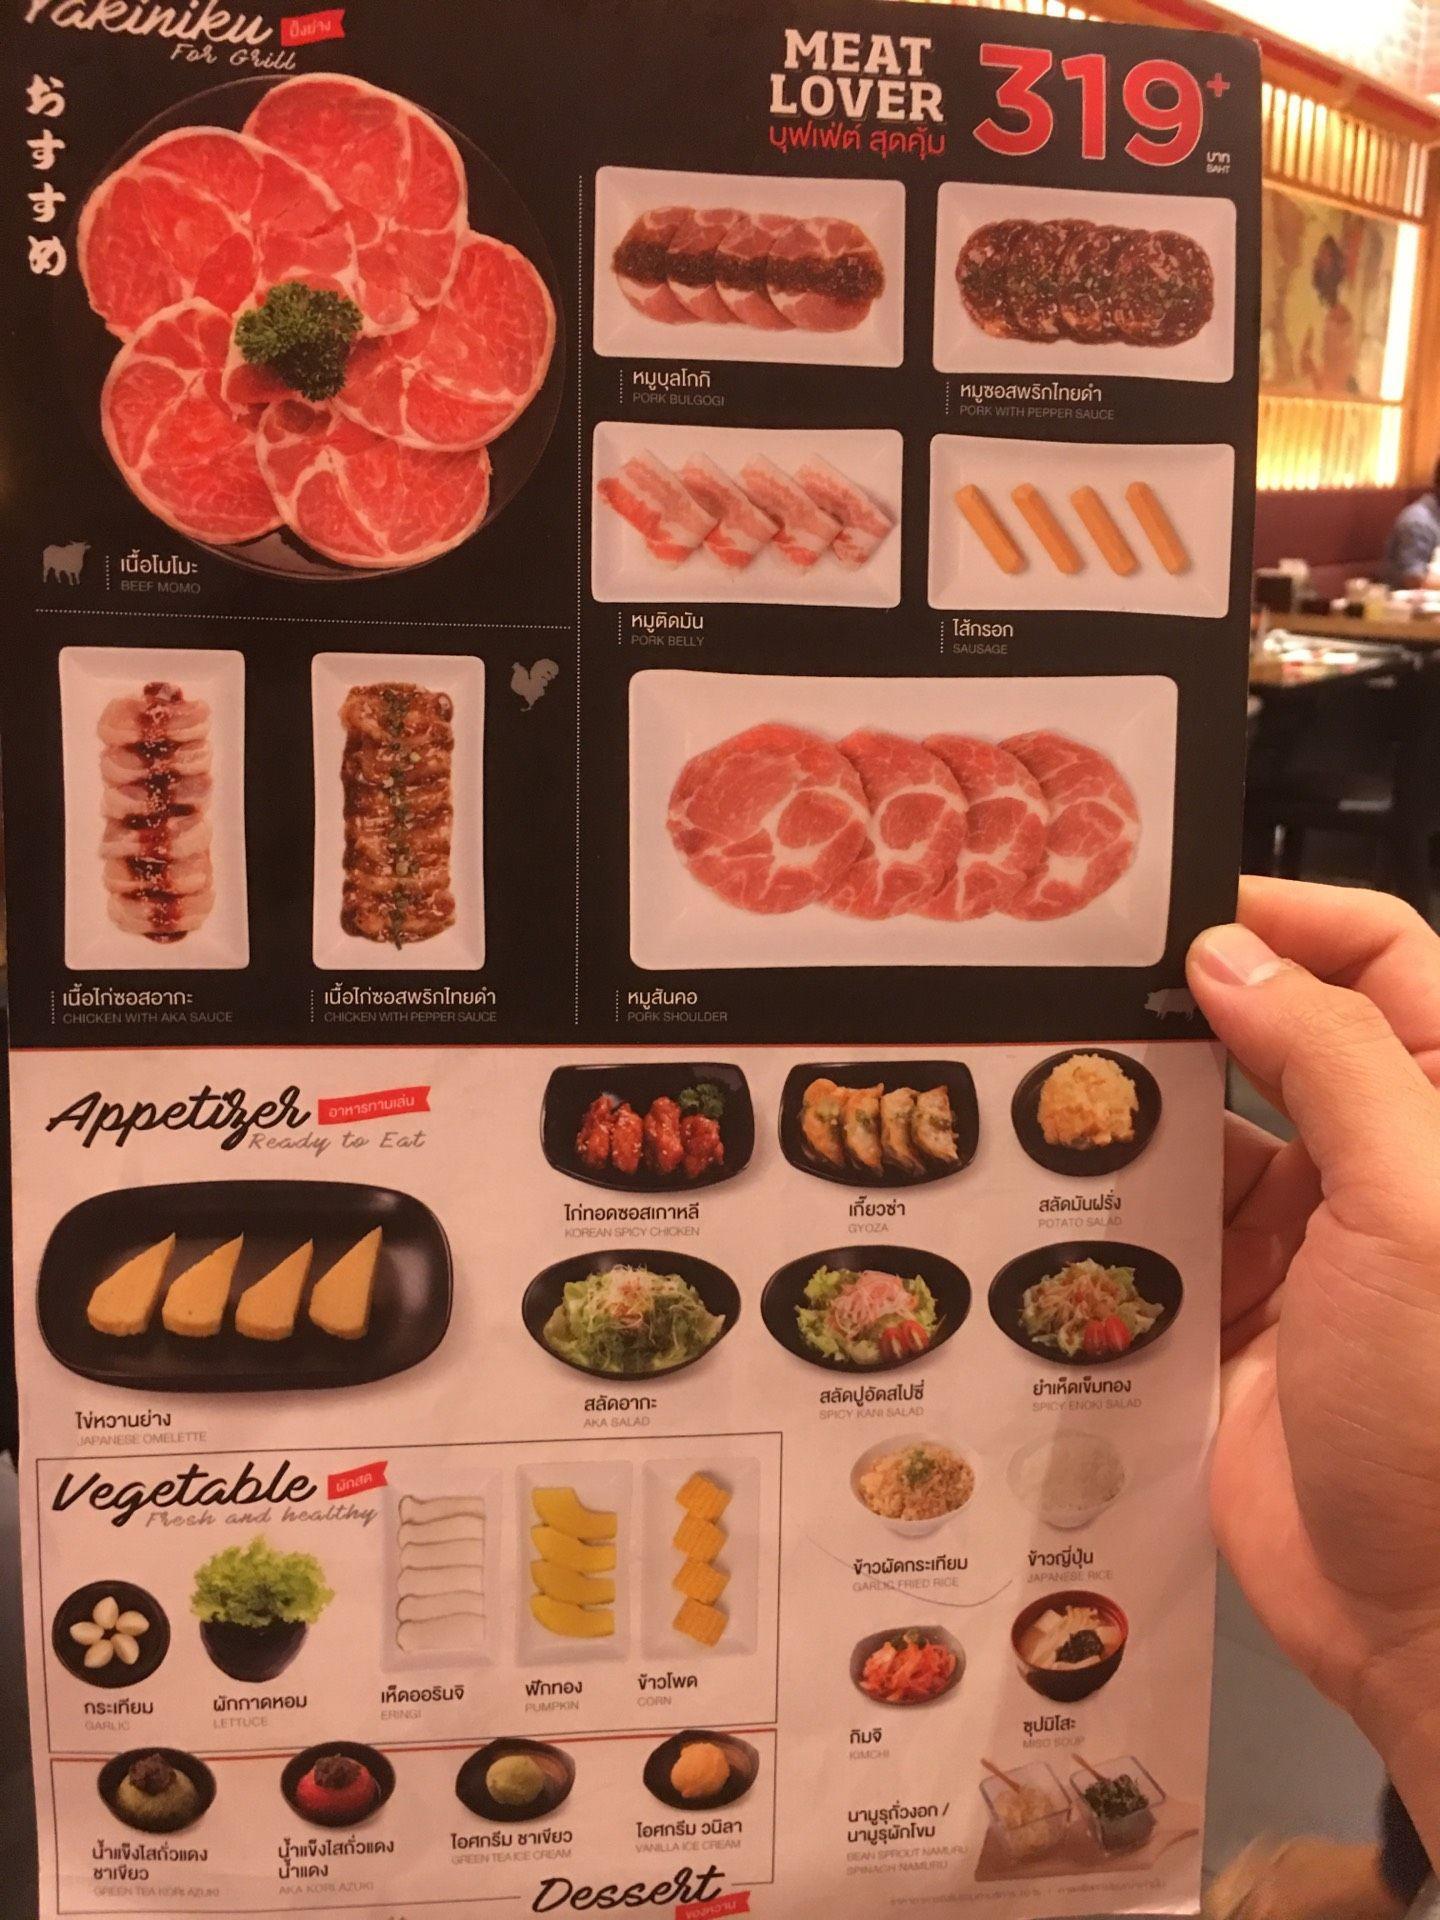 Yakiniku ปิ้งย่าง
For Grill
おすすめ
MEAT LOVER
บุฟเฟ่ต์ สุดคุ้ม
319+
บาท
BAHT
หมูบุลโกกิ
PORK BULGOGI
หมูซอสพริกไทยดำ
PORK WITH PEPPER SAUCE
เนื้อโมโมะ
BEEF MOMO
หมูติดมัน
PORK BELLY
ไส้กรอก
SAUSAGE
เนื้อไก่ซอสอากะ
CHICKEN WITH AKA SAUCE
เนื้อไก่ซอสพริกไทยดำ
CHICKEN WITH PEPPER SAUCE
หมูสันคอ
PORK SHOULDER
Appetizer อาหารทานเล่น
Ready to Eat
ไก่ทอดซอสเกาหลี
KOREAN SPICY CHICKEN
เกี๊ยวซ่า
GYOZA
สลัดมันฝรั่ง
POTATO SALAD
ไข่หวานย่าง
JAPANESE OMELETTE
สลัดอากะ
AKA SALAD
สลัดปูอัดสไปซี่
SPICY KANI SALAD
ยำเห็ดเข็มทอง
SPICY ENOKI SALAD
Vegetable ผักสด
Fresh and healthy
กระเทียม
GARLIC
ผักกาดหอม
LETTUCE
เห็ดออรินจิ
ERINGI
ฟักทอง
PUMPKIN
ข้าวโพด
CORN
ข้าวผัดกระเทียม
GARLIC FRIED RICE
ข้าวญี่ปุ่น
JAPANESE RICE
กิมจิ
KIMCHI
ซุปมิโสะ
MISO SOUP
นามูรุถั่วงอก /
นามูรุผักโขม
BEAN SPROUT NAMURU
SPINACH NAMURU
น้ำแข็งไสถั่วแดง
ชาเขียว
GREEN TEA KORI AZUKI
น้ำแข็งไสถั่วแดง
น้ำแดง
AKA KORI AZUKI
ไอศกรีม ชาเขียว
GREEN TEA ICE CREAM
ไอศกรีม วนิลา
VANILLA ICE CREAM
Dessert
ของหวาน